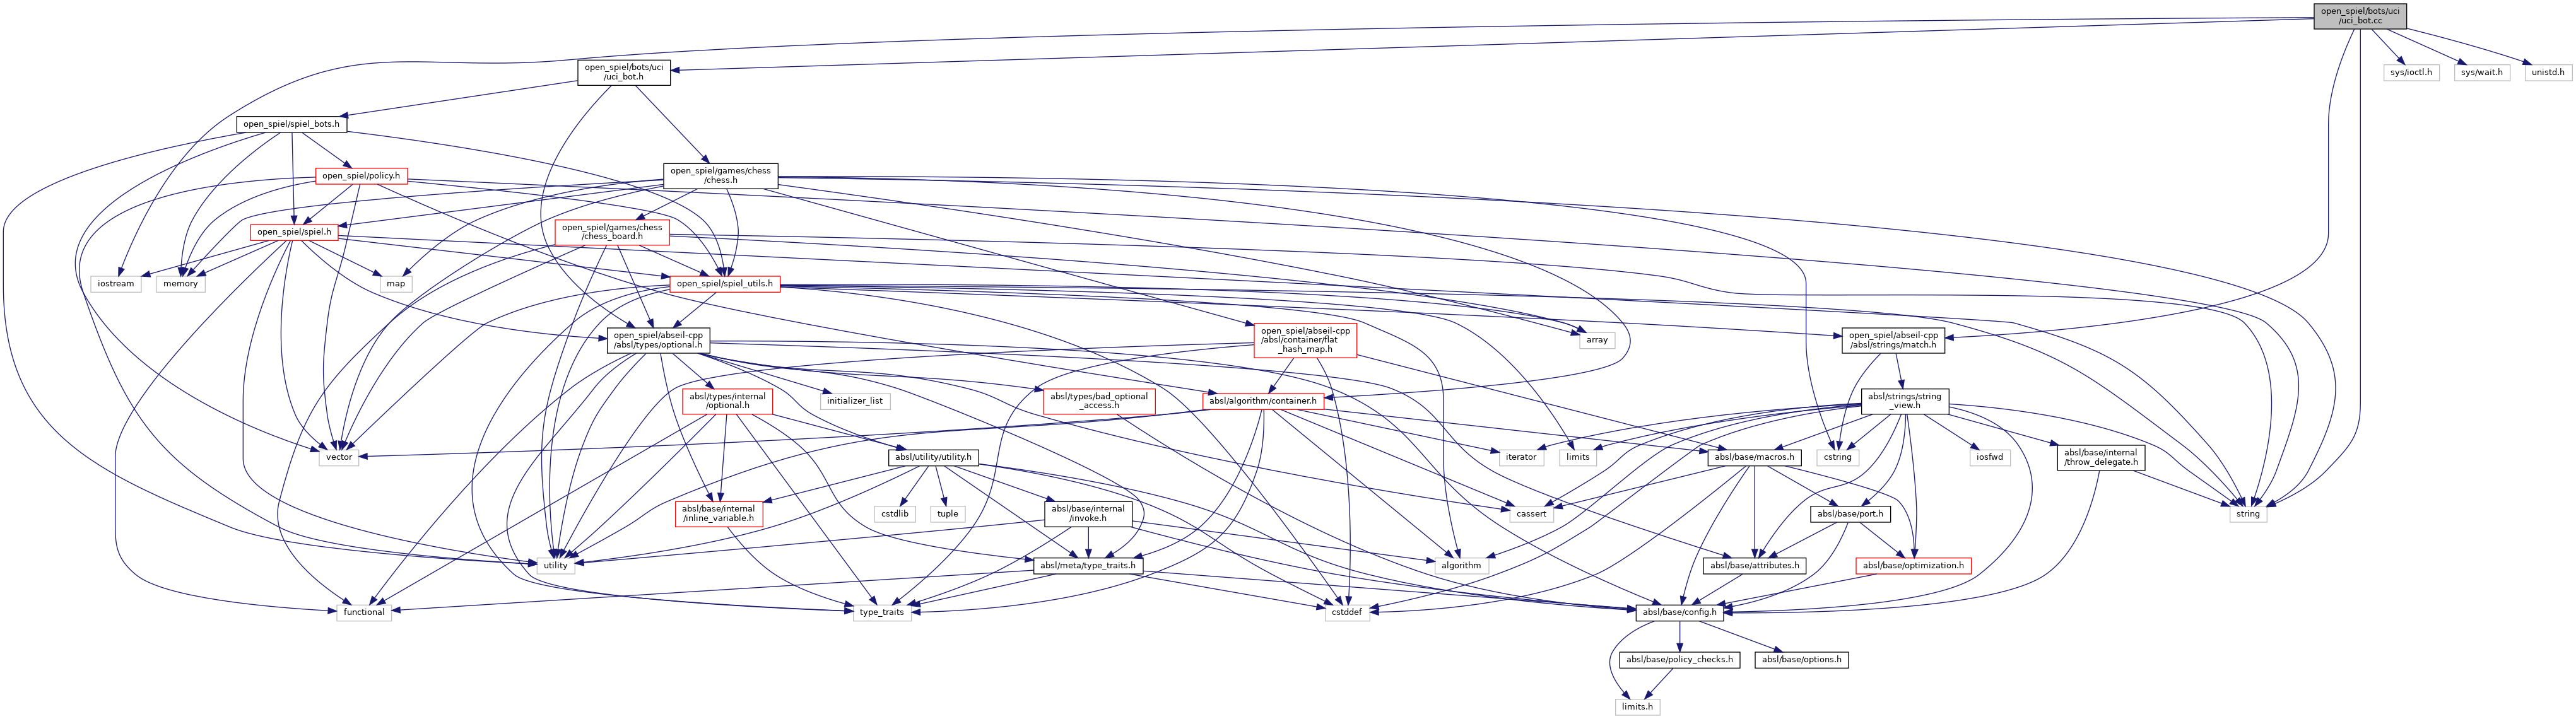 open_spiel/bots/uci
/uci_bot.cc
open_spiel/bots/uci
/uci_bot.h
sys/ioctl.h
sys/wait.h
unistd.h
open_spiel/spiel_bots.h
open_spiel/policy.h
open_spiel/games/chess
/chess.h
open_spiel/spiel.h
open_spiel/games/chess
/chess_board.h
iostream
memory
map
open_spiel/spiel_utils.h
open_spiel/abseil-cpp
/absl/types/optional.h
open_spiel/abseil-cpp
/absl/container/flat
_hash_map.h
array
open_spiel/abseil-cpp
/absl/strings/match.h
absl/types/internal
/optional.h
initializer_list
absl/types/bad_optional
_access.h
absl/algorithm/container.h
absl/strings/string
_view.h
vector
absl/utility/utility.h
iterator
limits
absl/base/macros.h
cstring
iosfwd
absl/base/internal
/throw_delegate.h
absl/base/internal
/inline_variable.h
cstdlib
tuple
absl/base/internal
/invoke.h
cassert
absl/base/port.h
string
utility
absl/meta/type_traits.h
algorithm
absl/base/attributes.h
absl/base/optimization.h
functional
type_traits
cstddef
absl/base/config.h
absl/base/policy_checks.h
absl/base/options.h
limits.h